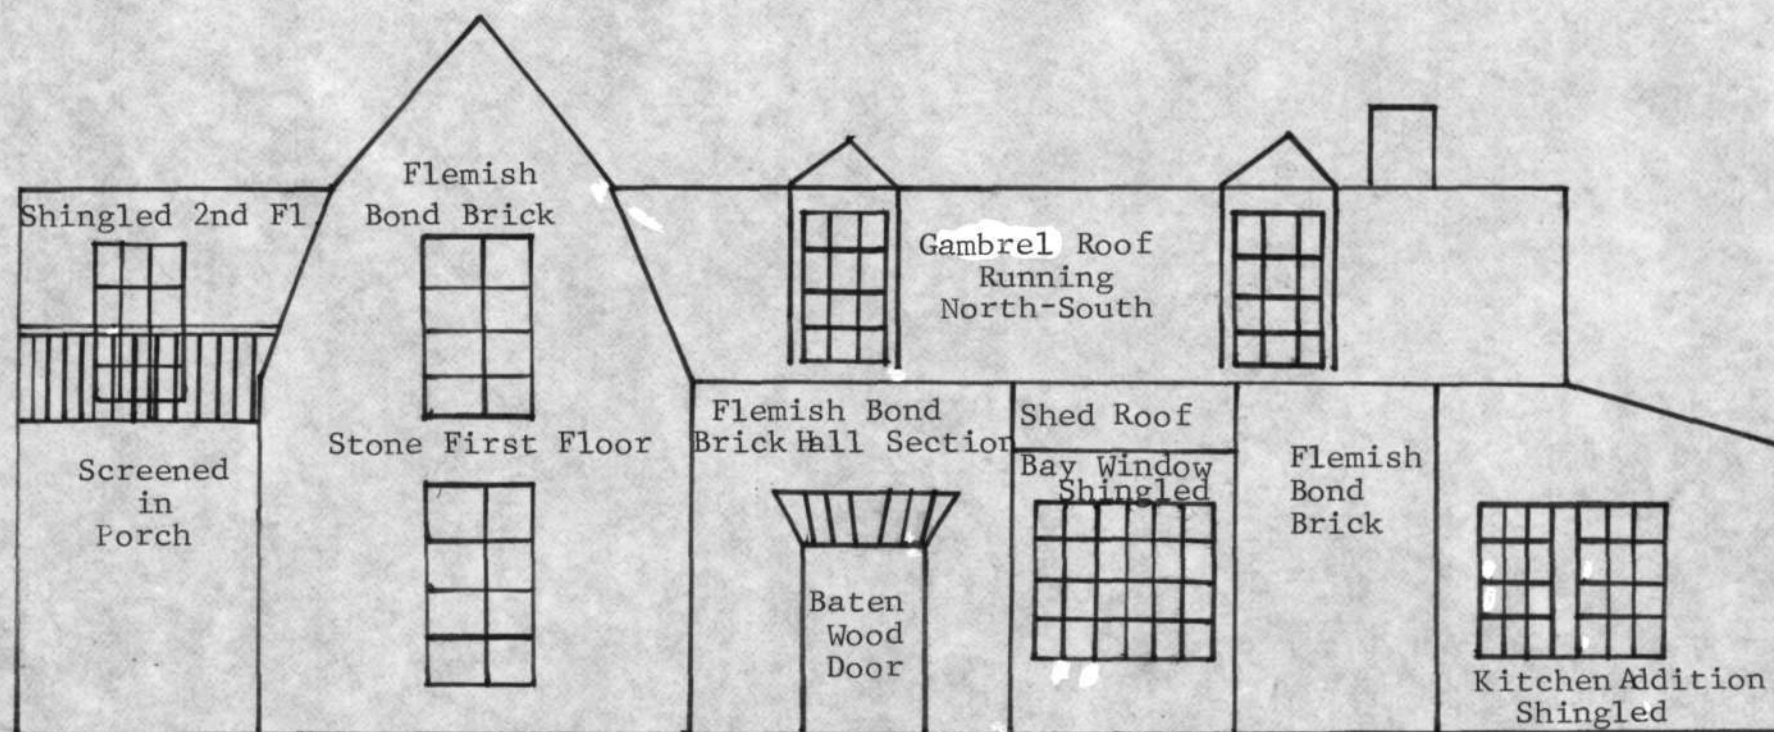 Shingled 2nd Fl.
Flemish
Bond Brick
Stone First Floor
Screened
in
Porch
Gambrel Roof
Running
North-South
Flemish Bond
Brick Hall Section
Baten
Wood
Door
Shed Roof
Bay Window
Shingled
Flemish
Bond
Brick
Kitchen Addition
Shingled